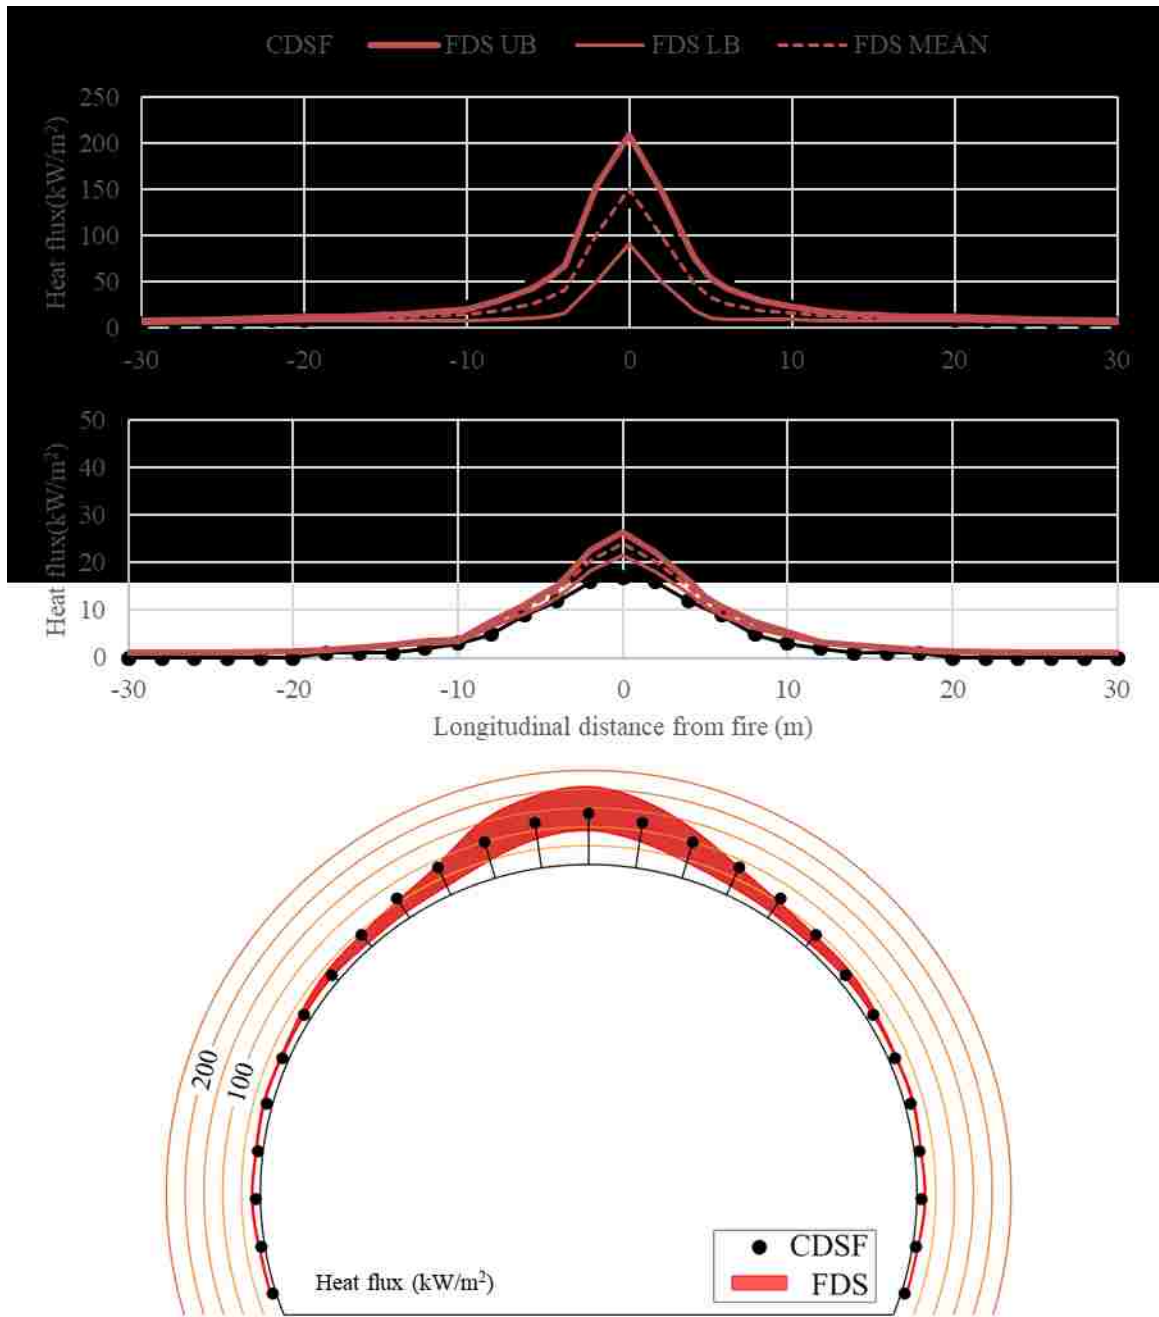 CDSF FDS UB FDS LB FDS MEAN
250
200
150
100
50
0
Heat flux(kW/m²)
-30 -20 -10 0 10 20 30
50
40
30
20
10
0
Heat flux(kW/m²)
-30 -20 -10 0 10 20 30
Longitudinal distance from fire (m)
200
100
CDSF
FDS
Heat flux (kW/m²)